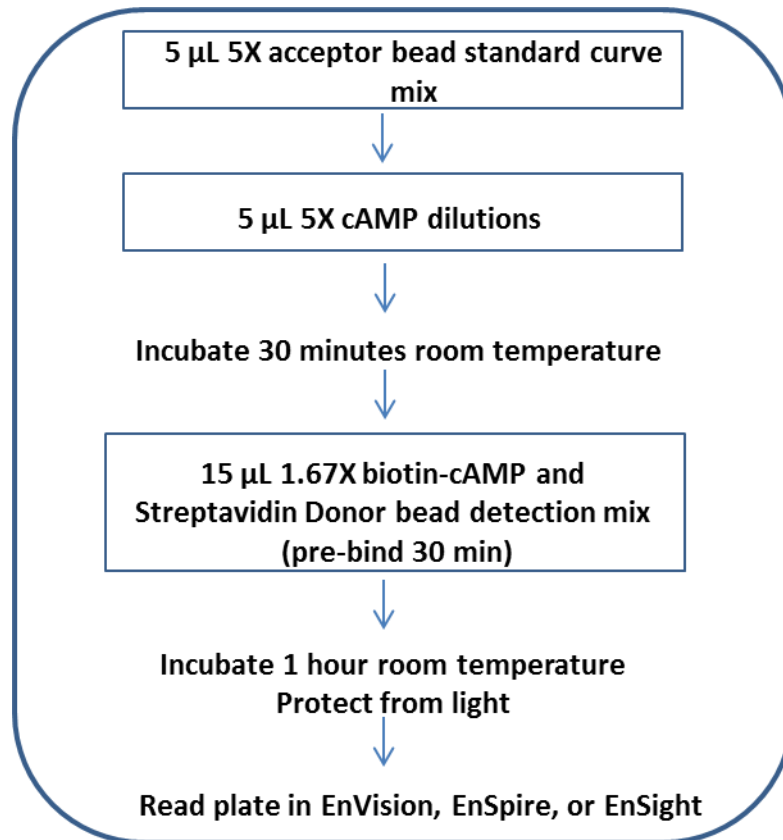 5 µL 5X acceptor bead standard curve
mix
5 µL 5X cAMP dilutions
Incubate 30 minutes room temperature
15 µL 1.67X biotin-cAMP and
Streptavidin Donor bead detection mix
(pre-bind 30 min)
Incubate 1 hour room temperature
Protect from light
Read plate in EnVision, EnSpire, or EnSight